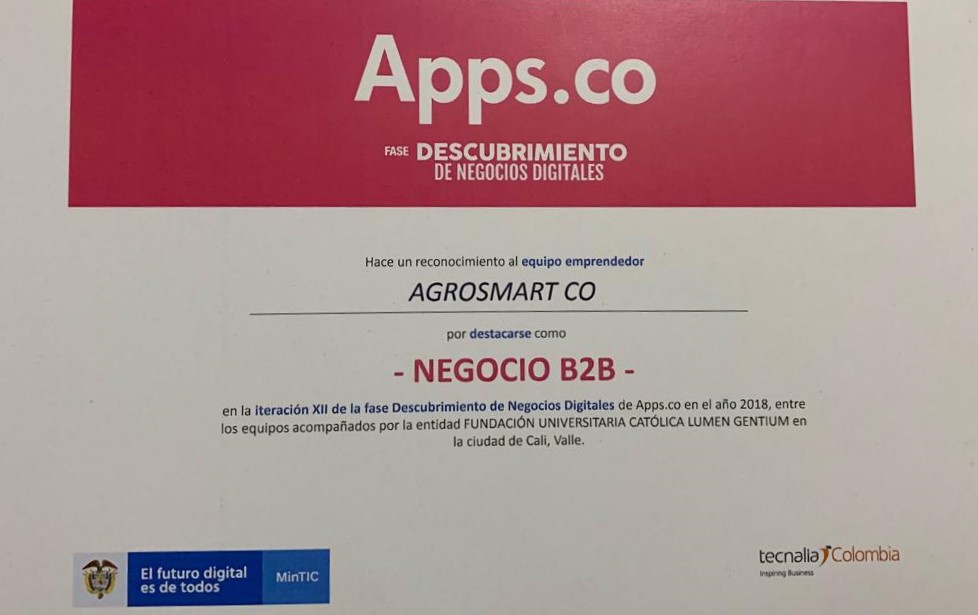 Apps.co
FASE DESCUBRIMIENTO
DE NEGOCIOS DIGITALES
Hace un reconocimiento al equipo emprendedor
AGROSMART CO
por destacarse como
- NEGOCIO B2B -
en la iteración XII de la fase Descubrimiento de Negocios Digitales de Apps.co en el año 2018, entre
los equipos acompañados por la entidad FUNDACIÓN UNIVERSITARIA CATÓLICA LUMEN GENTIUM en
la ciudad de Cali, Valle.
El futuro digital
es de todos
MinTIC
tecnalia Colombia
Inspiring Business